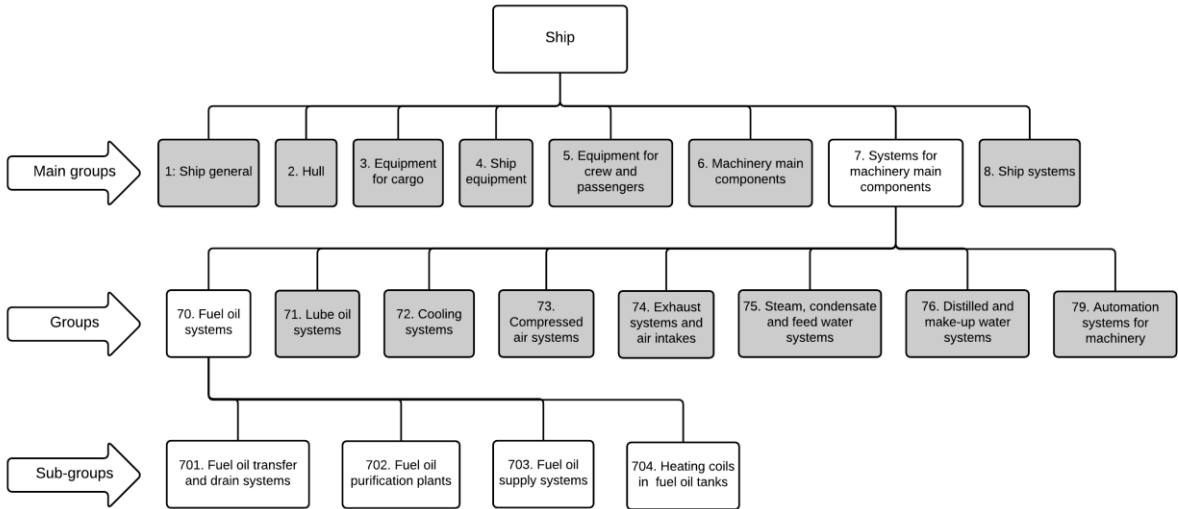 Ship
Main groups
1: Ship general
2. Hull
3. Equipment
for cargo
4. Ship
equipment
5. Equipment for
crew and
passengers
6. Machinery main
components
7. Systems for
machinery main
components
8. Ship systems
Groups
70. Fuel oil
systems
71. Lube oil
systems
72. Cooling
systems
73.
Compressed
air systems
74. Exhaust
systems and
air intakes
75. Steam, condensate
and feed water
systems
76. Distilled and
make-up water
systems
79. Automation
systems for
machinery
Sub-groups
701. Fuel oil transfer
and drain systems
702. Fuel oil
purification plants
703. Fuel oil
supply systems
704. Heating coils
in fuel oil tanks